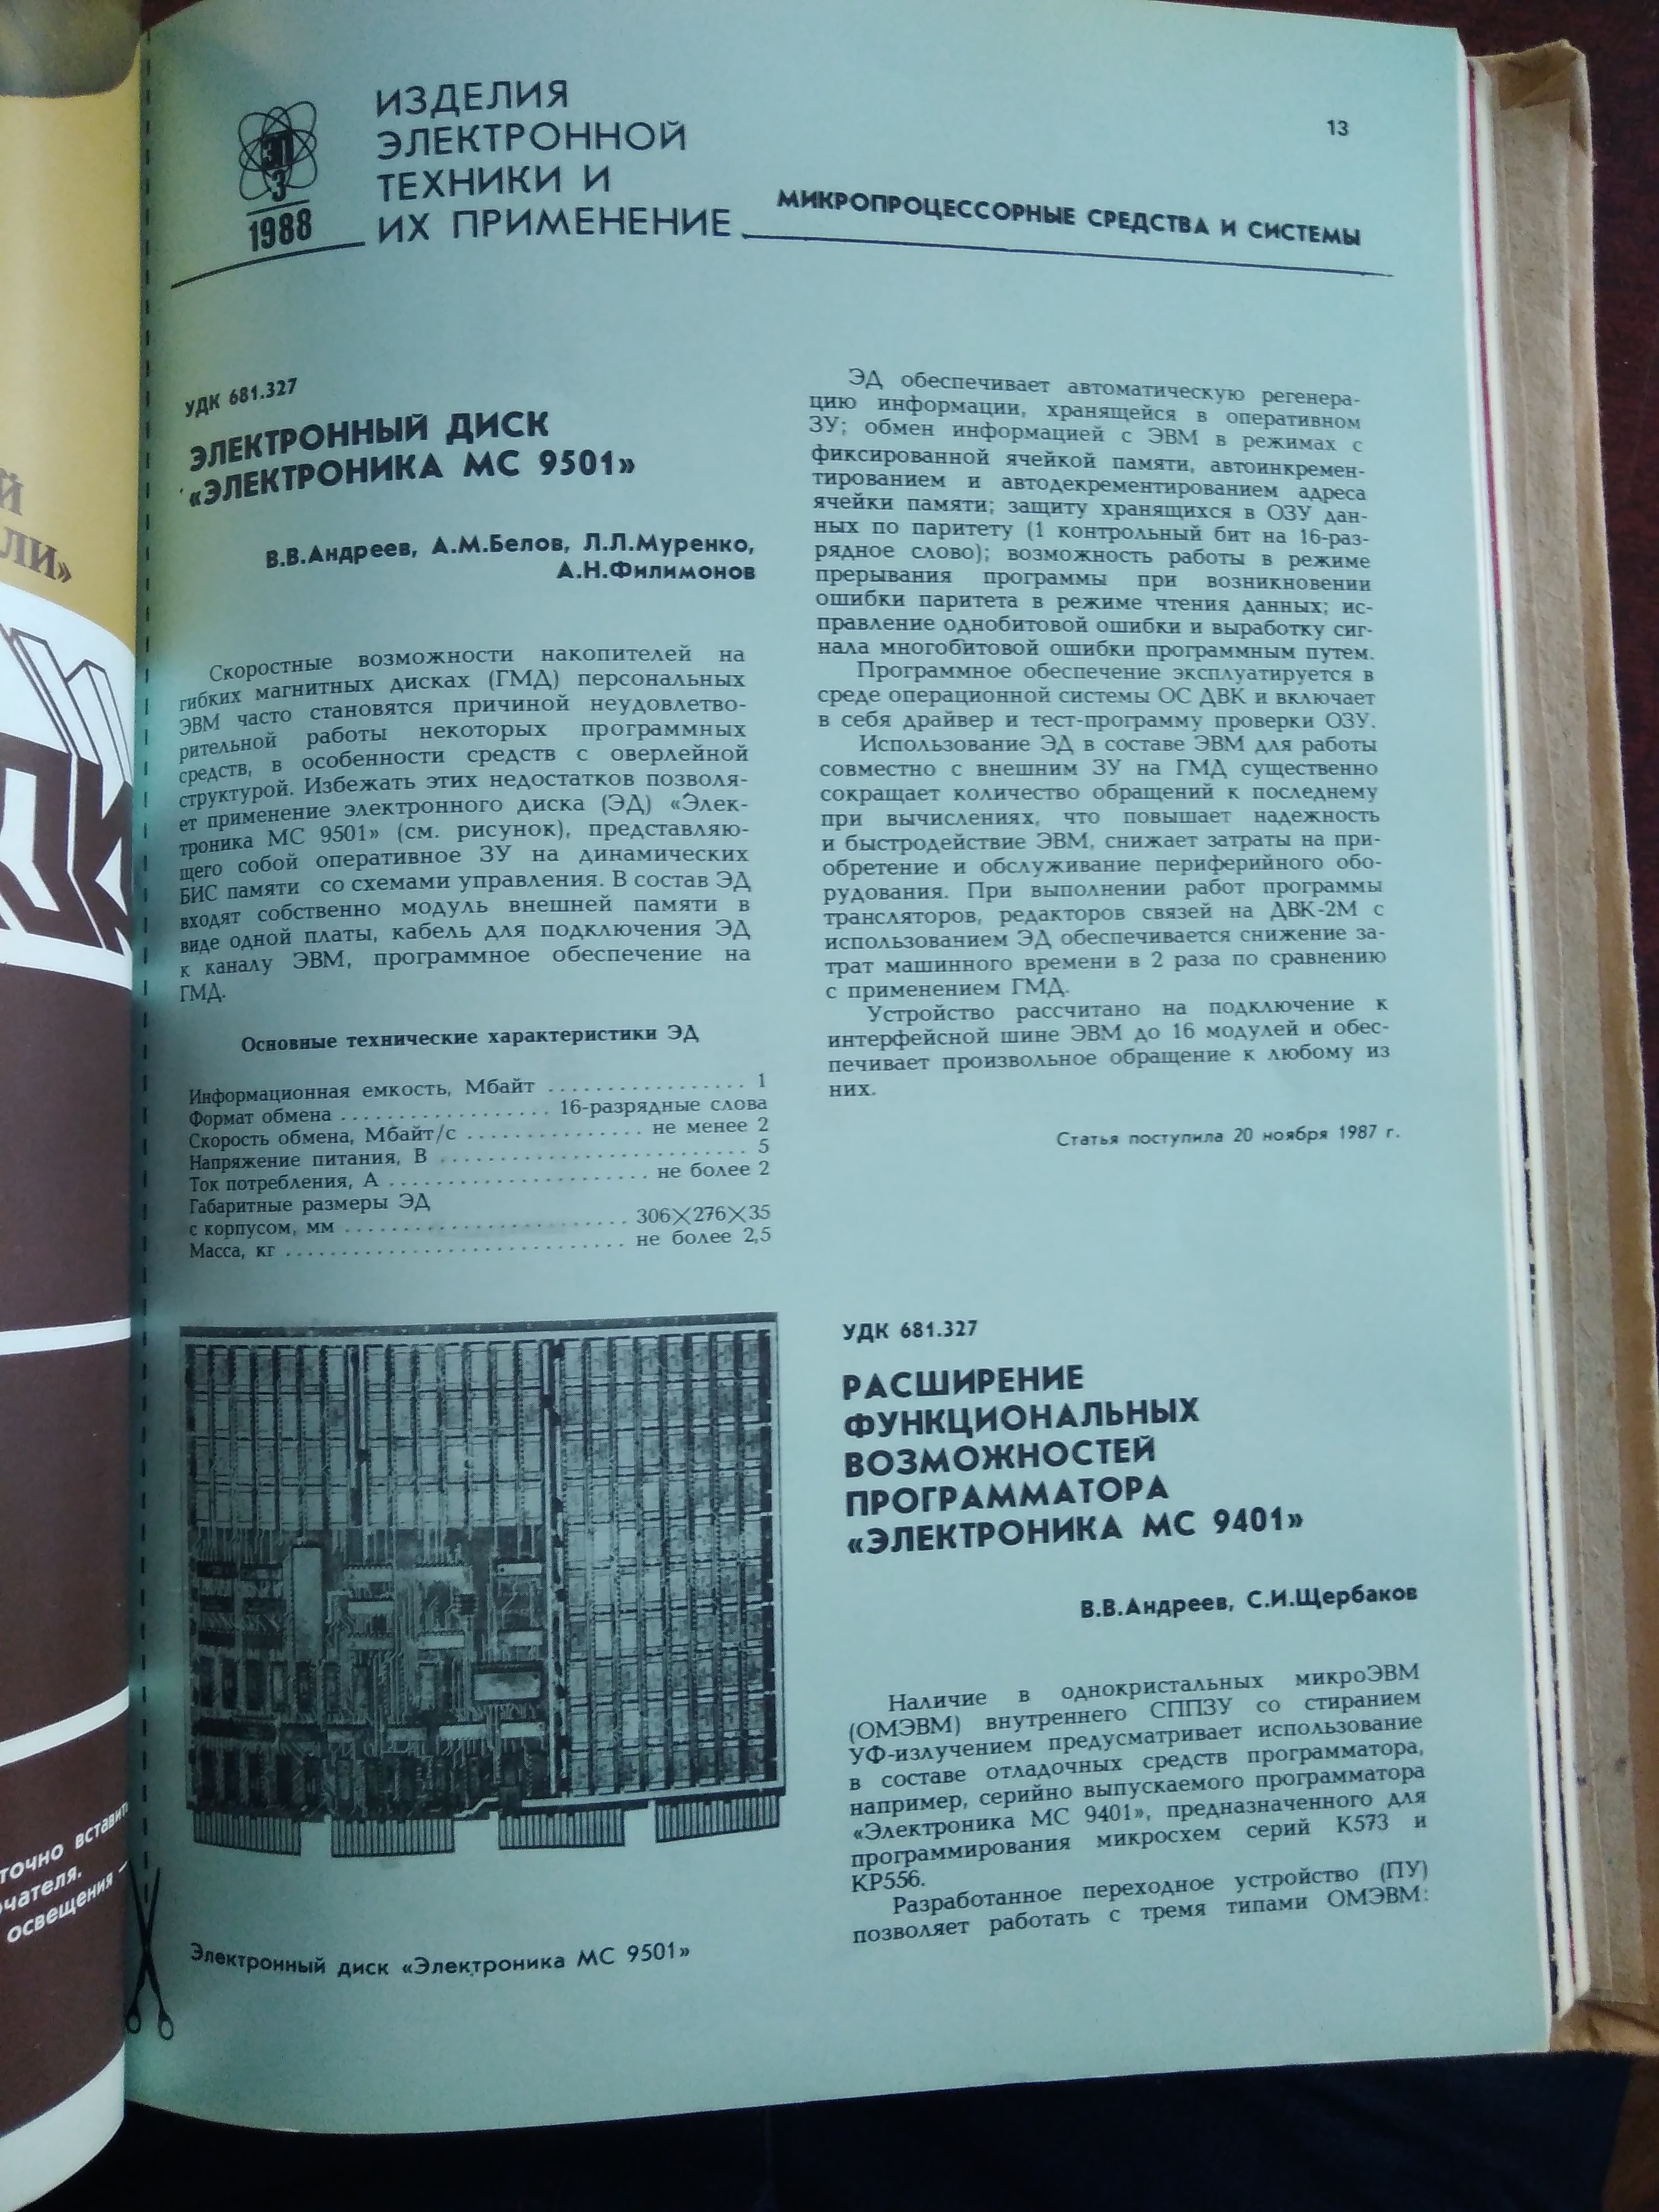 ЭП
3
1988
ИЗДЕЛИЯ
ЭЛЕКТРОННОЙ
ТЕХНИКИ И
ИХ ПРИМЕНЕНИЕ
МИКРОПРОЦЕССОРНЫЕ СРЕДСТВА И СИСТЕМЫ
13
УДК 681.327
ЭЛЕКТРОННЫЙ ДИСК
«ЭЛЕКТРОНИКА МС 9501»
В.В.Андреев, А.М.Белов, Л.Л.Муренко,
А.Н.Филимонов
Скоростные возможности накопителей на
гибких магнитных дисках (ГМД) персональных
ЭВМ часто становятся причиной неудовлетво-
рительной работы некоторых программных
средств, в особенности средств с оверлейной
структурой. Избежать этих недостатков позволя-
ет применение электронного диска (ЭД) «Элек-
троника МС 9501» (см. рисунок), представляю-
щего собой оперативное ЗУ на динамических
БИС памяти со схемами управления. В состав ЭД
входят собственно модуль внешней памяти в
виде одной платы, кабель для подключения ЭД
к каналу ЭВМ, программное обеспечение на
ГМД.
Основные технические характеристики ЭД
Информационная емкость, Мбайт ................. 1
Формат обмена ................... 16-разрядные слова
Скорость обмена, Мбайт/с ................ не менее 2
Напряжение питания, В ............................ 5
Ток потребления, А ........................ не более 2
Габаритные размеры ЭД
с корпусом, мм .......................... 306×276×35
Масса, кг ............................... не более 2,5
Электронный диск «Электроника МС 9501»
ЭД обеспечивает автоматическую регенера-
цию информации, хранящейся в оперативном
ЗУ; обмен информацией с ЭВМ в режимах с
фиксированной ячейкой памяти, автоинкремен-
тированием и автодекрементированием адреса
ячейки памяти; защиту хранящихся в ОЗУ дан-
ных по паритету (1 контрольный бит на 16-раз-
рядное слово); возможность работы в режиме
прерывания программы при возникновении
ошибки паритета в режиме чтения данных; ис-
правление однобитовой ошибки и выработку сиг-
нала многобитовой ошибки программным путем.
Программное обеспечение эксплуатируется в
среде операционной системы ОС ДВК и включает
в себя драйвер и тест-программу проверки ОЗУ.
Использование ЭД в составе ЭВМ для работы
совместно с внешним ЗУ на ГМД существенно
сокращает количество обращений к последнему
при вычислениях, что повышает надежность
и быстродействие ЭВМ, снижает затраты на при-
обретение и обслуживание периферийного обо-
рудования. При выполнении работ программы
трансляторов, редакторов связей на ДВК-2М с
использованием ЭД обеспечивается снижение за-
трат машинного времени в 2 раза по сравнению
с применением ГМД.
Устройство рассчитано на подключение к
интерфейсной шине ЭВМ до 16 модулей и обес-
печивает произвольное обращение к любому из
них.
Статья поступила 20 ноября 1987 г.
УДК 681.327
РАСШИРЕНИЕ
ФУНКЦИОНАЛЬНЫХ
ВОЗМОЖНОСТЕЙ
ПРОГРАММАТОРА
«ЭЛЕКТРОНИКА МС 9401»
В.В.Андреев, С.И.Щербаков
Наличие в однокристальных микроЭВМ
(ОМЭВМ) внутреннего СППЗУ со стиранием
УФ-излучением предусматривает использование
в составе отладочных средств программатора,
например, серийно выпускаемого программатора
«Электроника МС 9401», предназначенного для
программирования микросхем серий К573 и
КР556.
Разработанное переходное устройство (ПУ)
позволяет работать с тремя типами ОМЭВМ:
освещения –